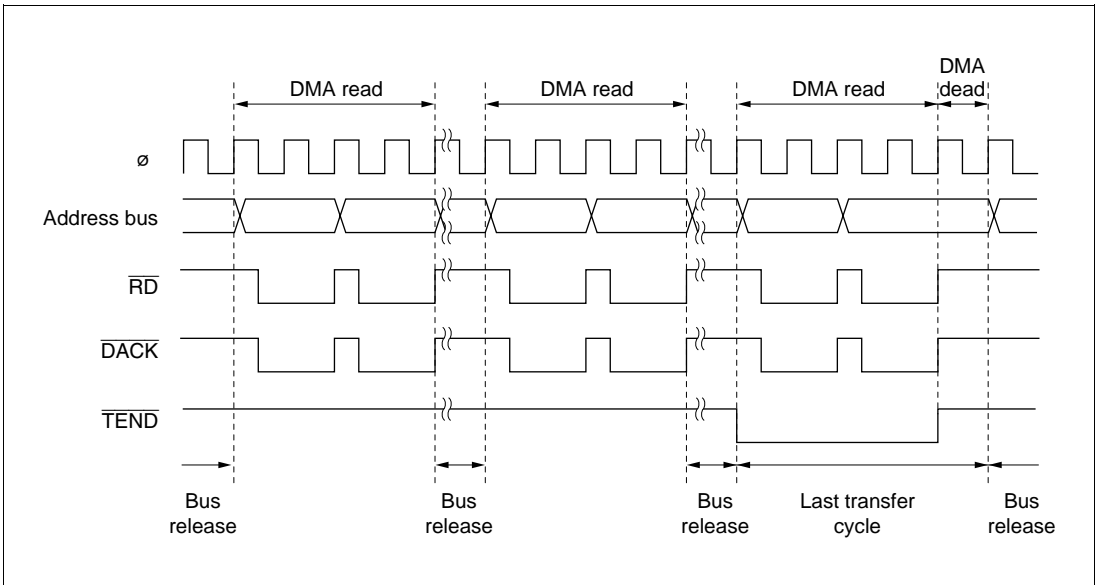 DMA read
DMA read
DMA read
DMA
dead
ø
Address bus
RD
DACK
TEND
Bus
release
Bus
release
Bus
release
Last transfer
cycle
Bus
release